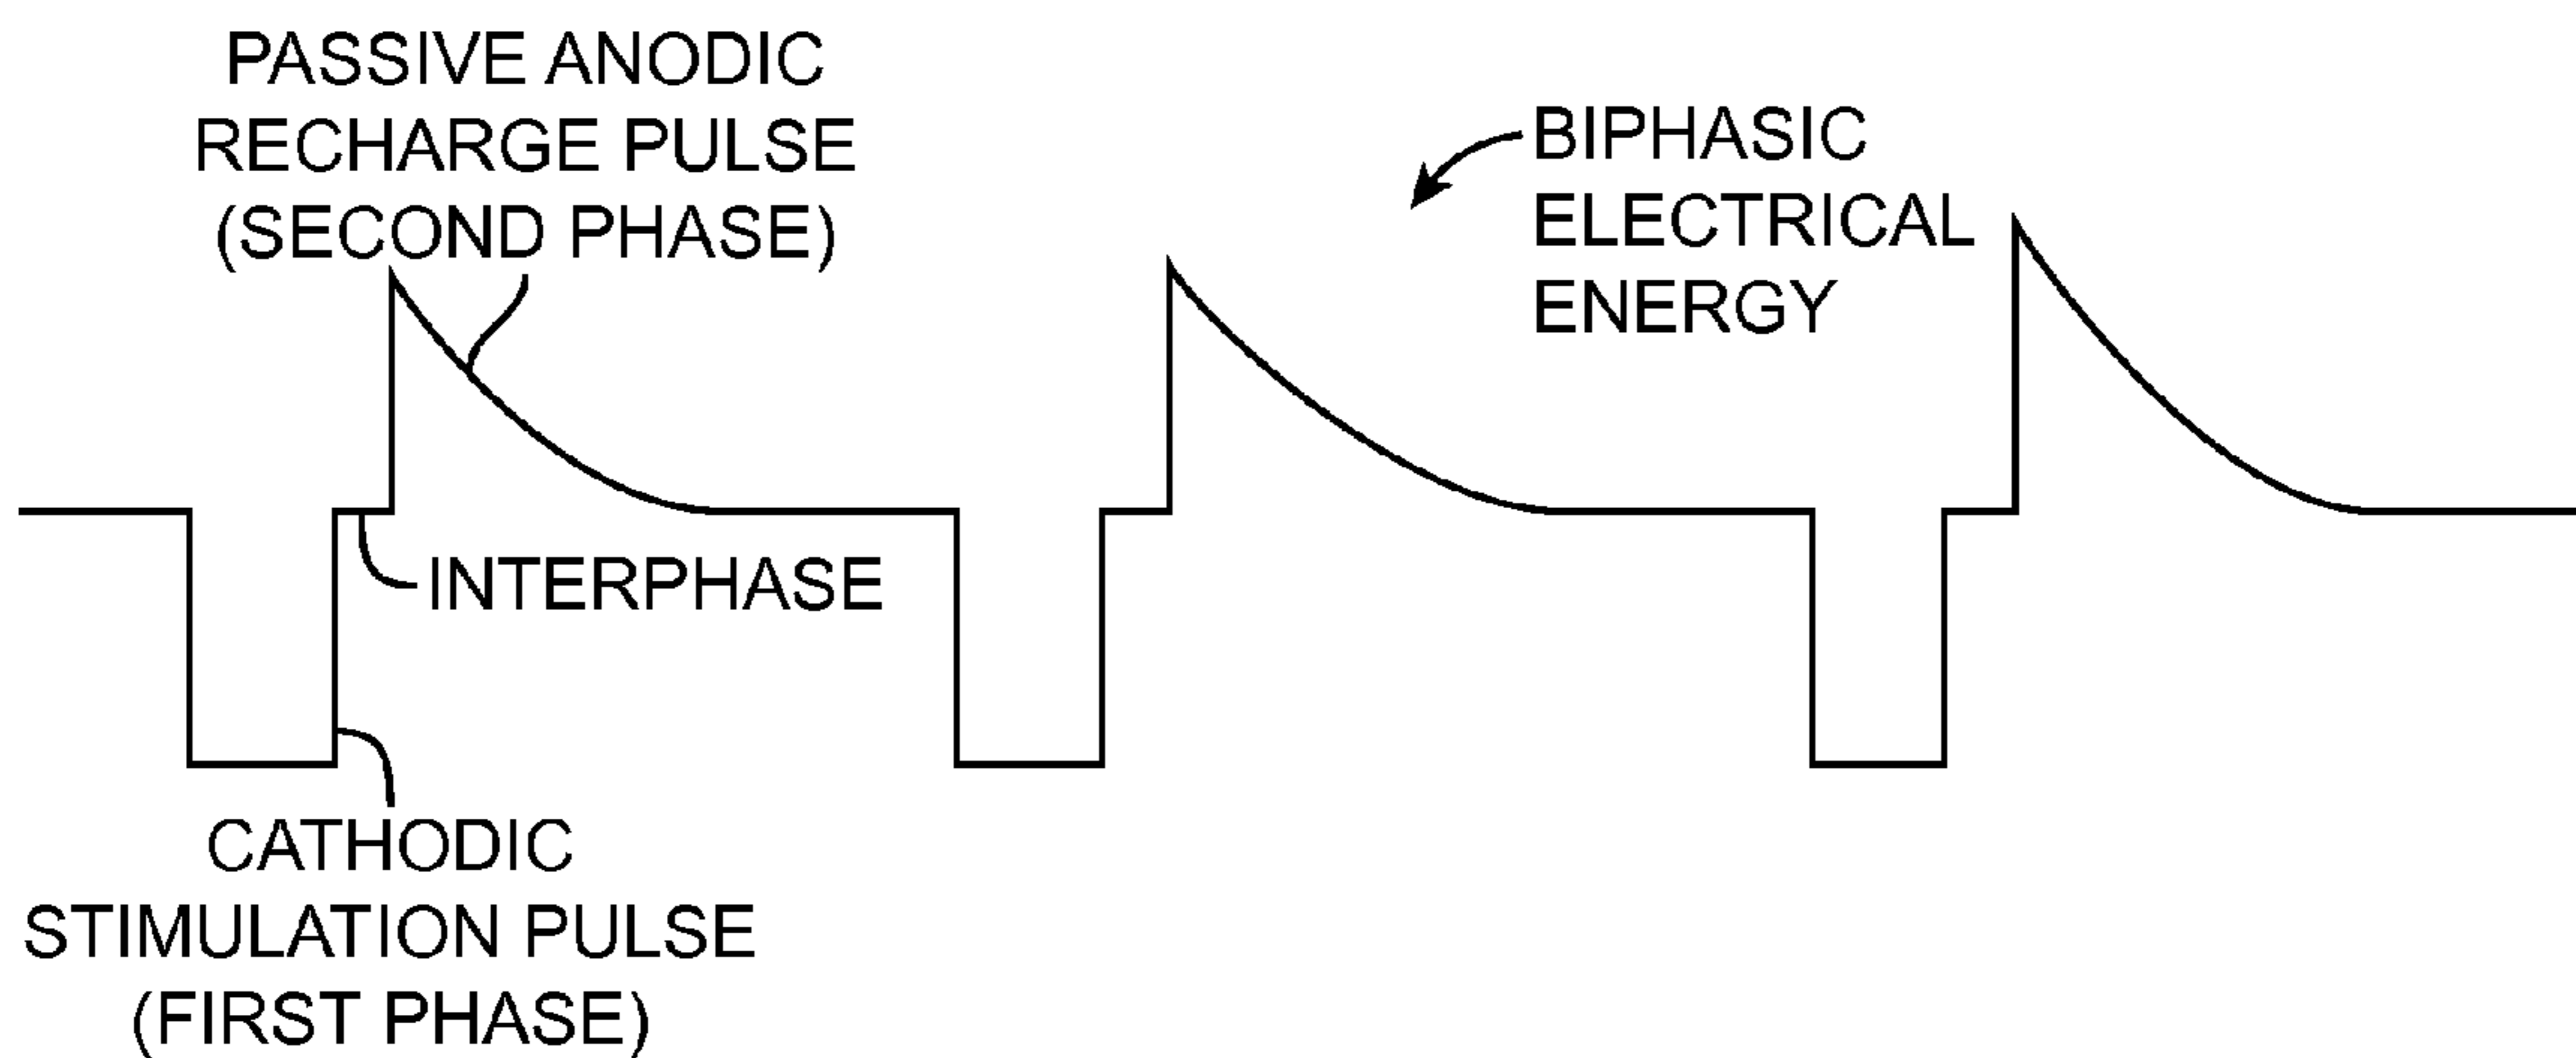 PASSIVE ANODIC
RECHARGE PULSE
(SECOND PHASE)
BIPHASIC
ELECTRICAL
ENERGY
INTERPHASE
CATHODIC
STIMULATION PULSE
(FIRST PHASE)